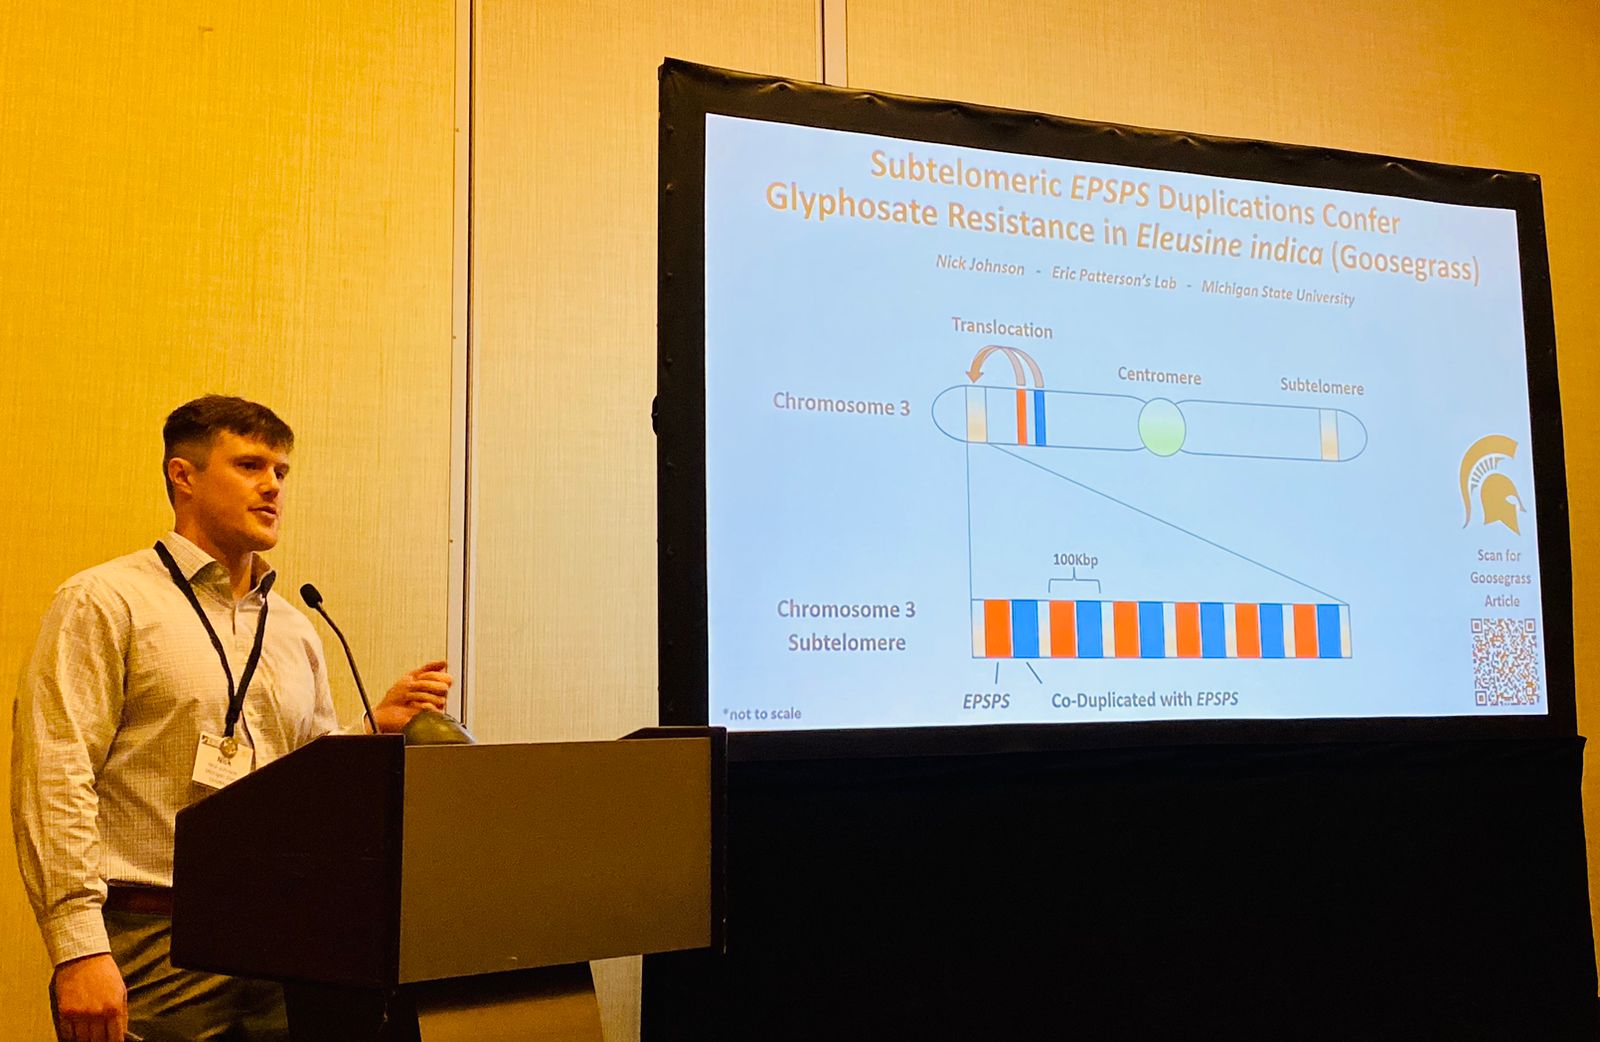 Subtelomeric EPSPS Duplications Confer
Glyphosate Resistance in Eleusine indica (Goosegrass)
Nick Johnson - Eric Patterson's Lab - Michigan State University
Translocation
Centromere
Subtelomere
Chromosome 3
100Kbp
Chromosome 3
Subtelomere
EPSPS
Co-Duplicated with EPSPS
*not to scale
Scan for
Goosegrass
Article
Nick